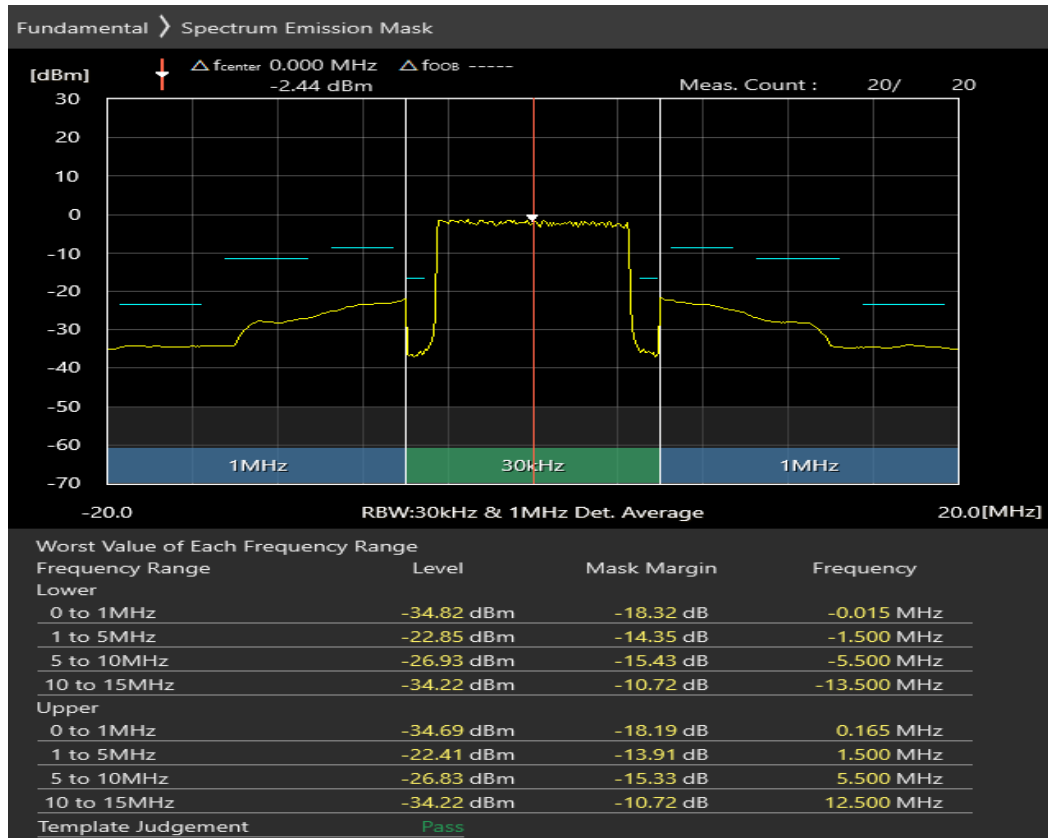 Fundamental 〉 Spectrum Emission Mask
[dBm] △ fcenter 0.000 MHz △ fOOB -----
-2.44 dBm Meas. Count : 20/ 20
30
20
10
0
-10
-20
-30
-40
-50
-60
1MHz 30kHz 1MHz
-70
-20.0 RBW:30kHz & 1MHz Det. Average 20.0[MHz]
Worst Value of Each Frequency Range
Frequency Range Level Mask Margin Frequency
Lower
0 to 1MHz -34.82 dBm -18.32 dB -0.015 MHz
1 to 5MHz -22.85 dBm -14.35 dB -1.500 MHz
5 to 10MHz -26.93 dBm -15.43 dB -5.500 MHz
10 to 15MHz -34.22 dBm -10.72 dB -13.500 MHz
Upper
0 to 1MHz -34.69 dBm -18.19 dB 0.165 MHz
1 to 5MHz -22.41 dBm -13.91 dB 1.500 MHz
5 to 10MHz -26.83 dBm -15.33 dB 5.500 MHz
10 to 15MHz -34.22 dBm -10.72 dB 12.500 MHz
Template Judgement Pass